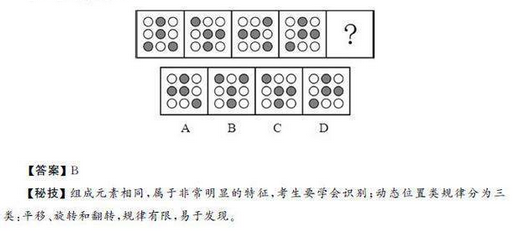 ?
A B C D
【答案】B
【秘技】组成元素相同,属于非常明显的特征,考生要学会识别;动态位置类规律分为三
类:平移、旋转和翻转,规律有限,易于发现。